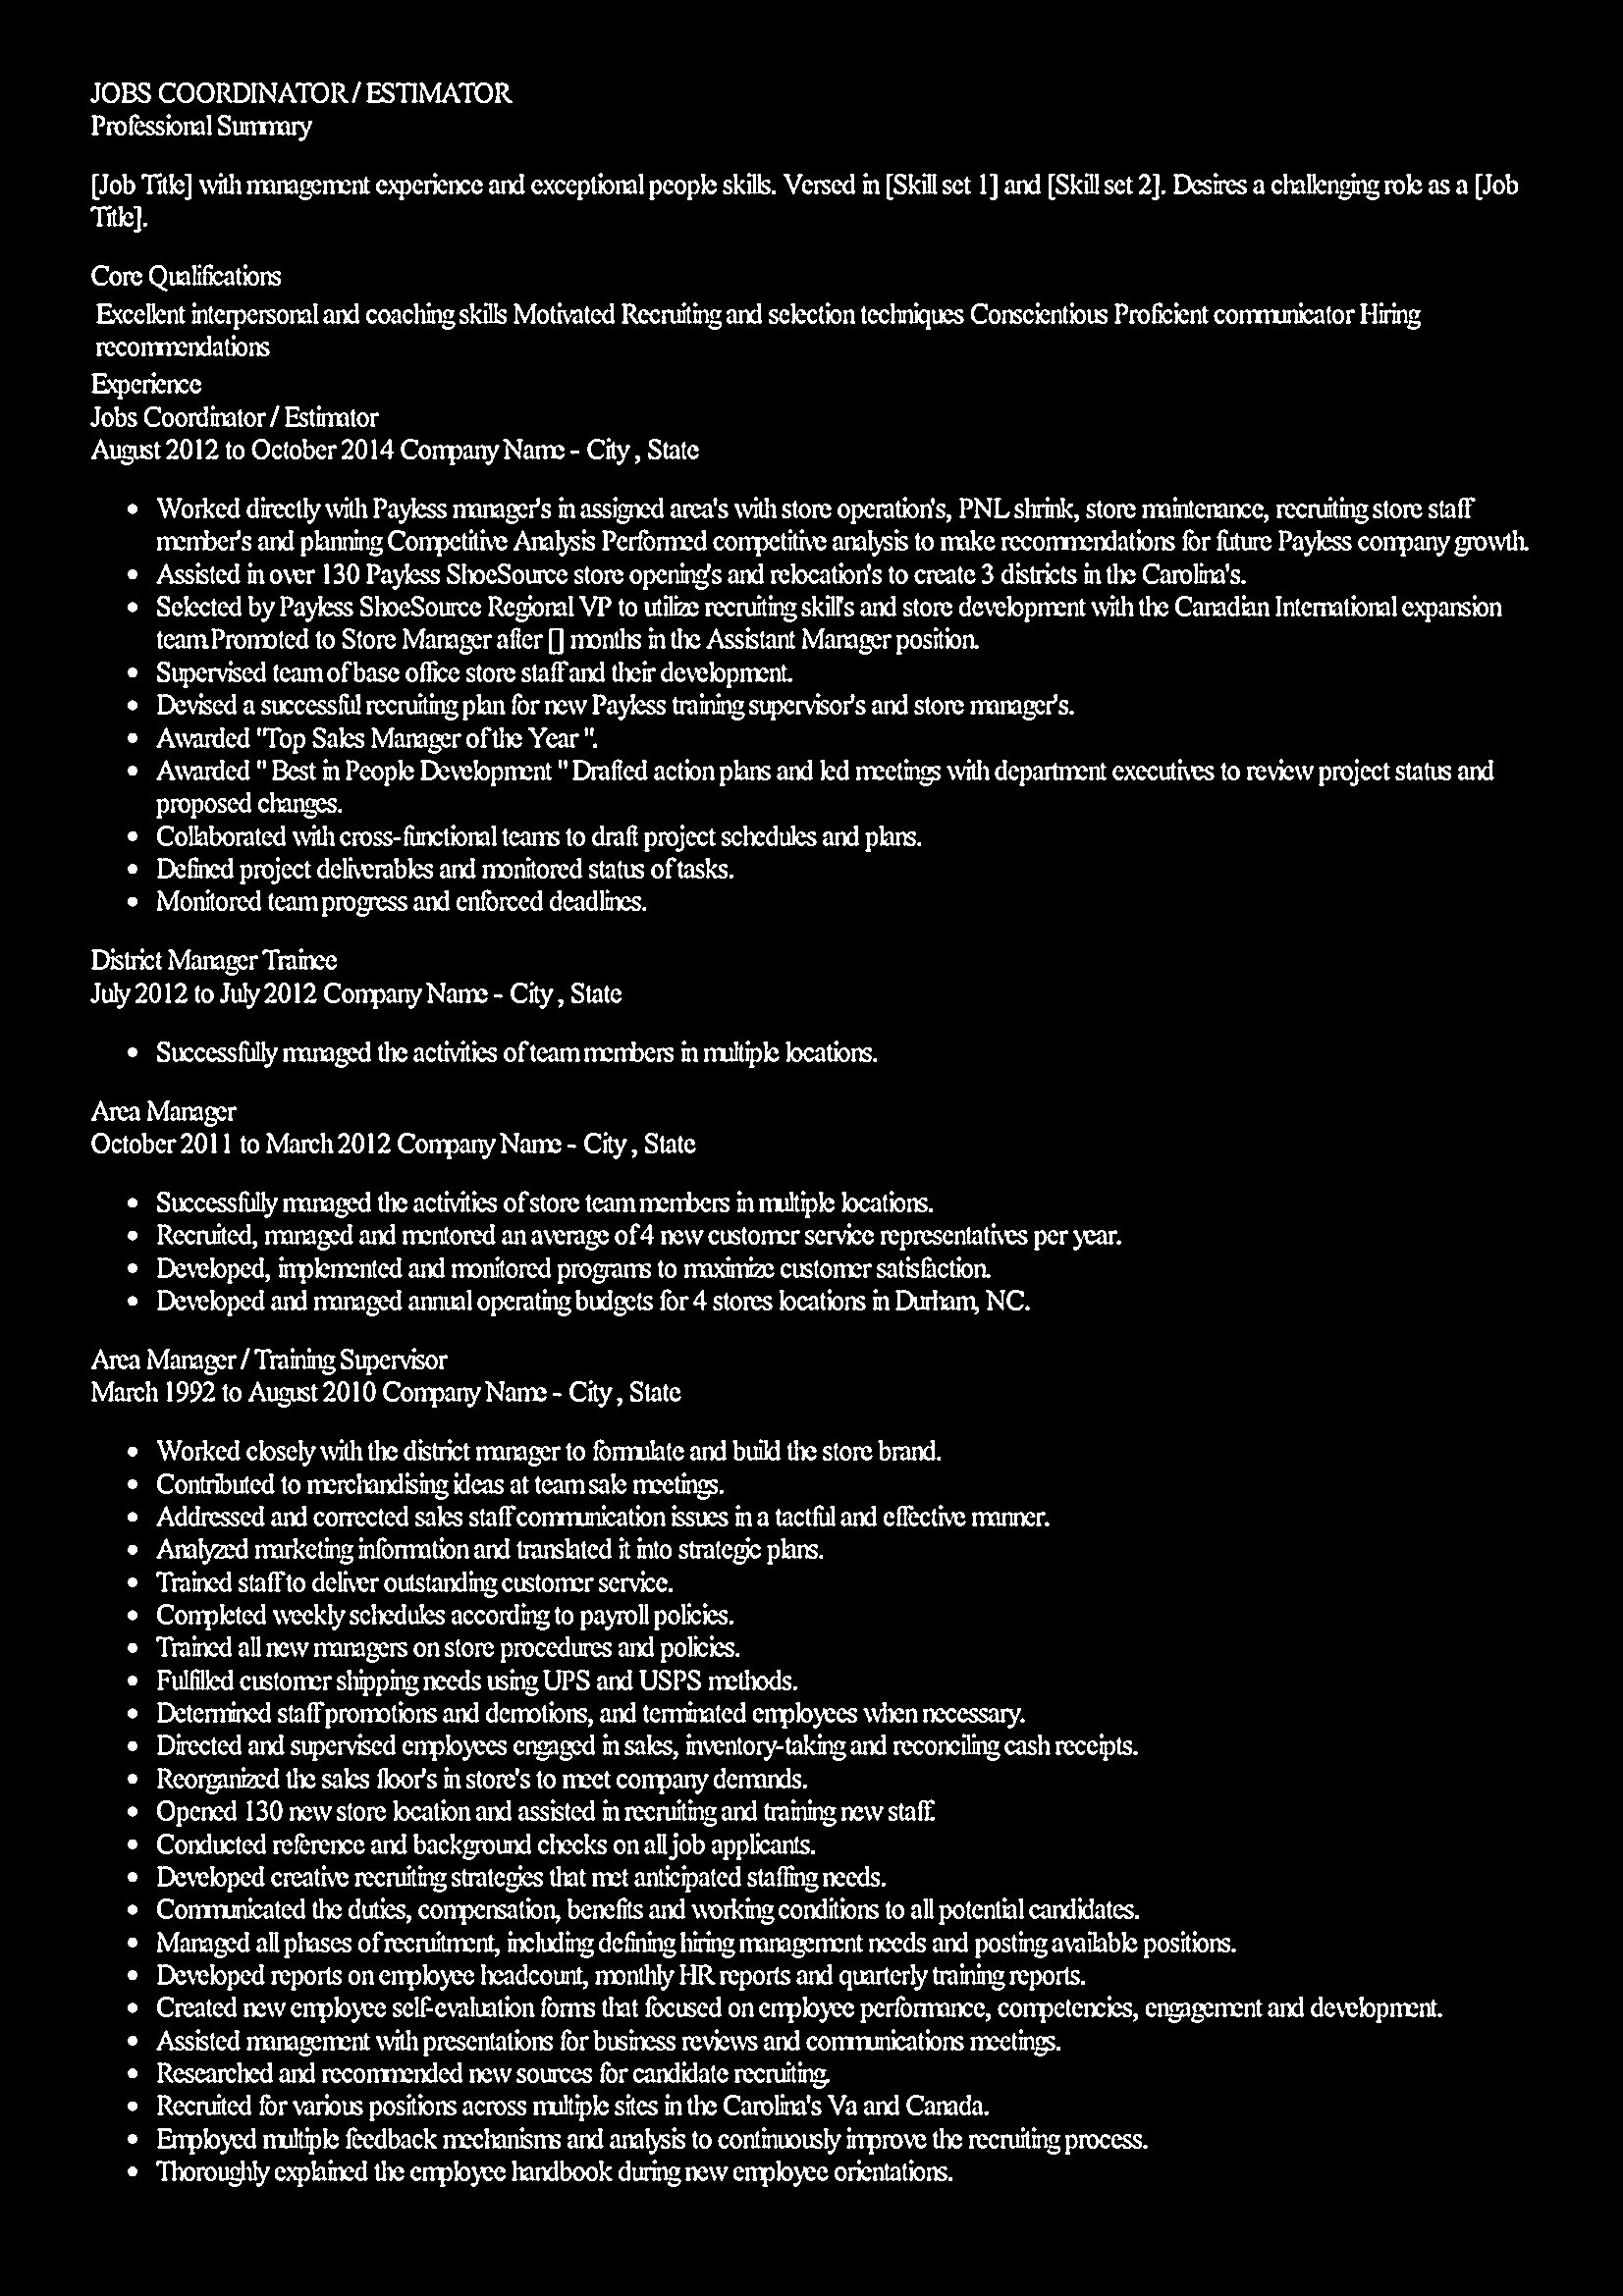 JOBS COORDINATOR / ESTIMATOR
Professional Summary
[Job Title] with management experience and exceptional people skills. Versed in [Skill set 1] and [Skill set 2]. Desires a challenging role as a [Job
Title].
Core Qualifications
Excellent interpersonal and coaching skills Motivated Recruiting and selection techniques Conscientious Proficient communicator Hiring
recommendations
Experience
Jobs Coordinator / Estimator
August 2012 to October 2014 Company Name - City , State
• Worked directly with Payless manager's in assigned area's with store operation's, PNL shrink, store maintenance, recruiting store staff
member's and planning Competitive Analysis Performed competitive analysis to make recommendations for future Payless company growth.
• Assisted in over 130 Payless ShoeSource store opening's and relocation's to create 3 districts in the Carolina's.
• Selected by Payless ShoeSource Regional VP to utilize recruiting skill's and store development with the Canadian International expansion
team.Promoted to Store Manager after [] months in the Assistant Manager position.
• Supervised team of base office store staff and their development.
• Devised a successful recruiting plan for new Payless training supervisor's and store manager's.
• Awarded "Top Sales Manager of the Year ".
• Awarded " Best in People Development " Drafted action plans and led meetings with department executives to review project status and
proposed changes.
• Collaborated with cross-functional teams to draft project schedules and plans.
• Defined project deliverables and monitored status of tasks.
• Monitored team progress and enforced deadlines.
District Manager Trainee
July 2012 to July 2012 Company Name - City , State
• Successfully managed the activities of team members in multiple locations.
Area Manager
October 2011 to March 2012 Company Name - City , State
• Successfully managed the activities of store team members in multiple locations.
• Recruited, managed and mentored an average of 4 new customer service representatives per year.
• Developed, implemented and monitored programs to maximize customer satisfaction.
• Developed and managed annual operating budgets for 4 stores locations in Durham, NC.
Area Manager / Training Supervisor
March 1992 to August 2010 Company Name - City , State
• Worked closely with the district manager to formulate and build the store brand.
• Contributed to merchandising ideas at team sale meetings.
• Addressed and corrected sales staff communication issues in a tactful and effective manner.
• Analyzed marketing information and translated it into strategic plans.
• Trained staff to deliver outstanding customer service.
• Completed weekly schedules according to payroll policies.
• Trained all new managers on store procedures and policies.
• Fulfilled customer shipping needs using UPS and USPS methods.
• Determined staff promotions and demotions, and terminated employees when necessary.
• Directed and supervised employees engaged in sales, inventory-taking and reconciling cash receipts.
• Reorganized the sales floor's in store's to meet company demands.
• Opened 130 new store location and assisted in recruiting and training new staff.
• Conducted reference and background checks on all job applicants.
• Developed creative recruiting strategies that met anticipated staffing needs.
• Communicated the duties, compensation, benefits and working conditions to all potential candidates.
• Managed all phases of recruitment, including defining hiring management needs and posting available positions.
• Developed reports on employee headcount, monthly HR reports and quarterly training reports.
• Created new employee self-evaluation forms that focused on employee performance, competencies, engagement and development.
• Assisted management with presentations for business reviews and communications meetings.
• Researched and recommended new sources for candidate recruiting.
• Recruited for various positions across multiple sites in the Carolina's Va and Canada.
• Employed multiple feedback mechanisms and analysis to continuously improve the recruiting process.
• Thoroughly explained the employee handbook during new employee orientations.